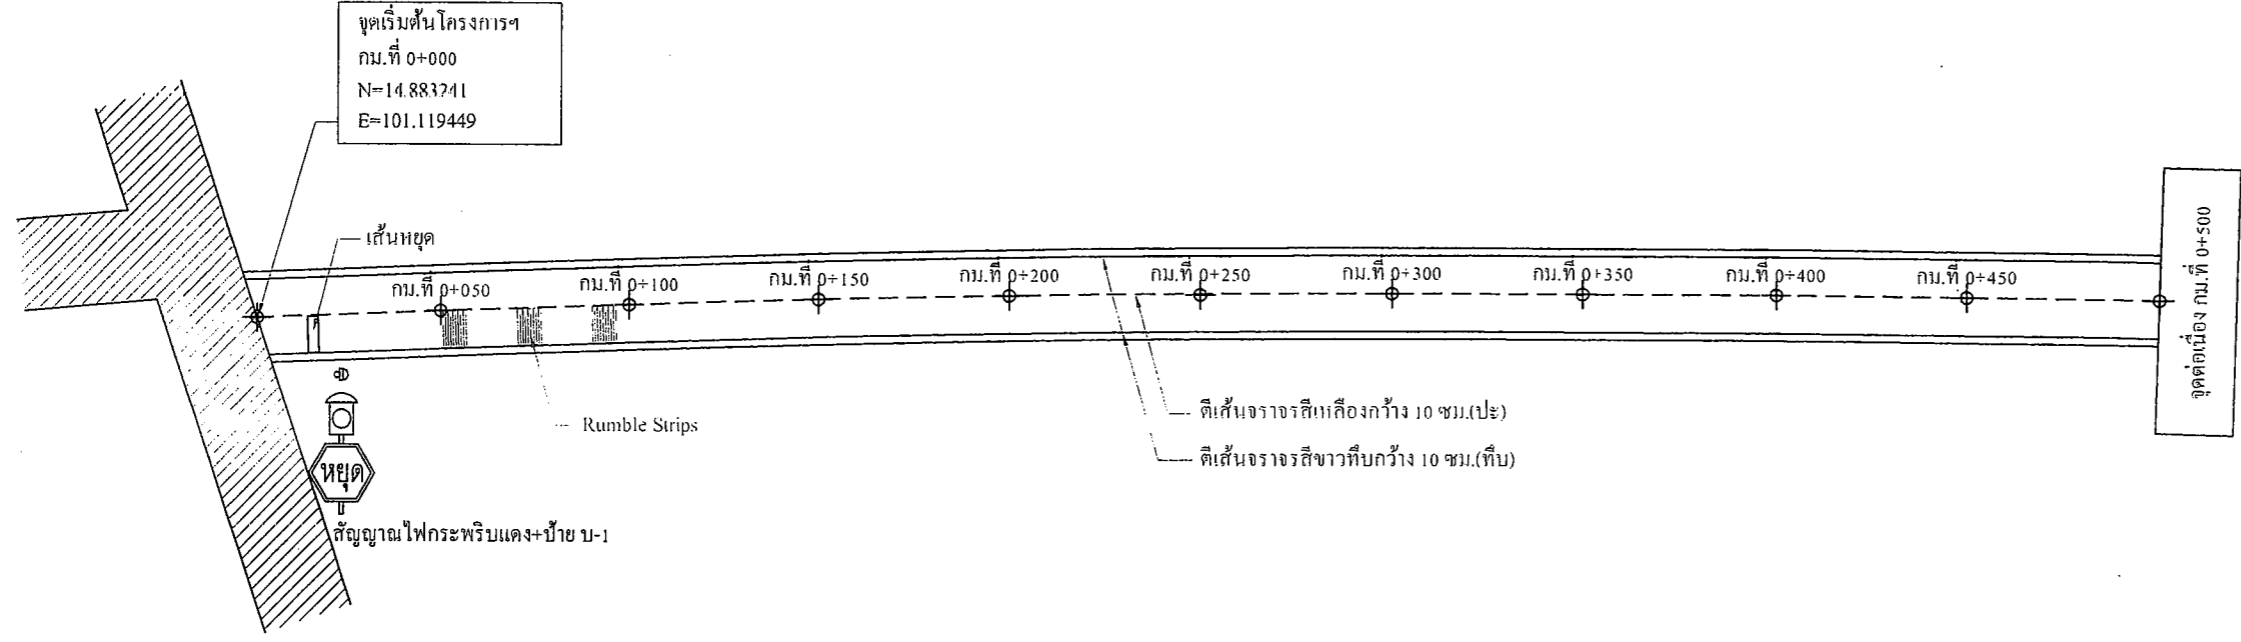 จุดเริ่มต้นโครงการฯ
กม.ที่ 0+000
N=14.883241
E=101.119449
เส้นหยุด
กม.ที่ 0+050
กม.ที่ 0+100
กม.ที่ 0+150
กม.ที่ 0+200
กม.ที่ 0+250
กม.ที่ 0+300
กม.ที่ 0+350
กม.ที่ 0+400
กม.ที่ 0+450
จุดต่อเนื่อง กม.ที่ 0+500
Rumble Strips
ตีเส้นจราจรสีเหลืองกว้าง 10 ซม.(ปะ)
ตีเส้นจราจรสีขาวทึบกว้าง 10 ซม.(ทึบ)
หยุด
สัญญาณไฟกระพริบแดง+ป้าย บ-1